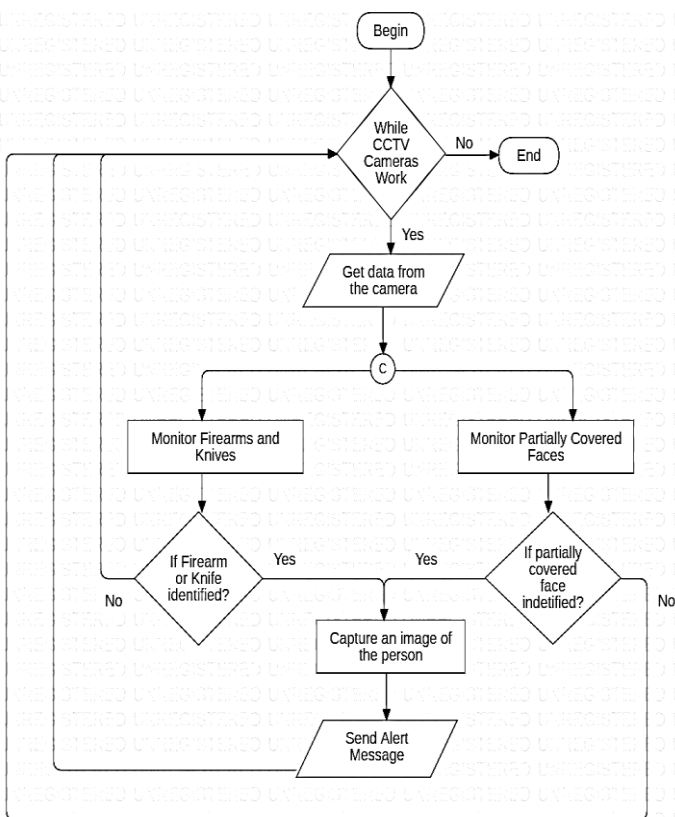 Begin
While
CCTV
Cameras
Work
No
End
Yes
Get data from
the camera
C
Monitor Firearms and
Knives
Monitor Partially Covered
Faces
If Firearm
or Knife
identified?
Yes
Yes
If partially
covered
face
indetified?
No
No
Capture an image of
the person
Send Alert
Message